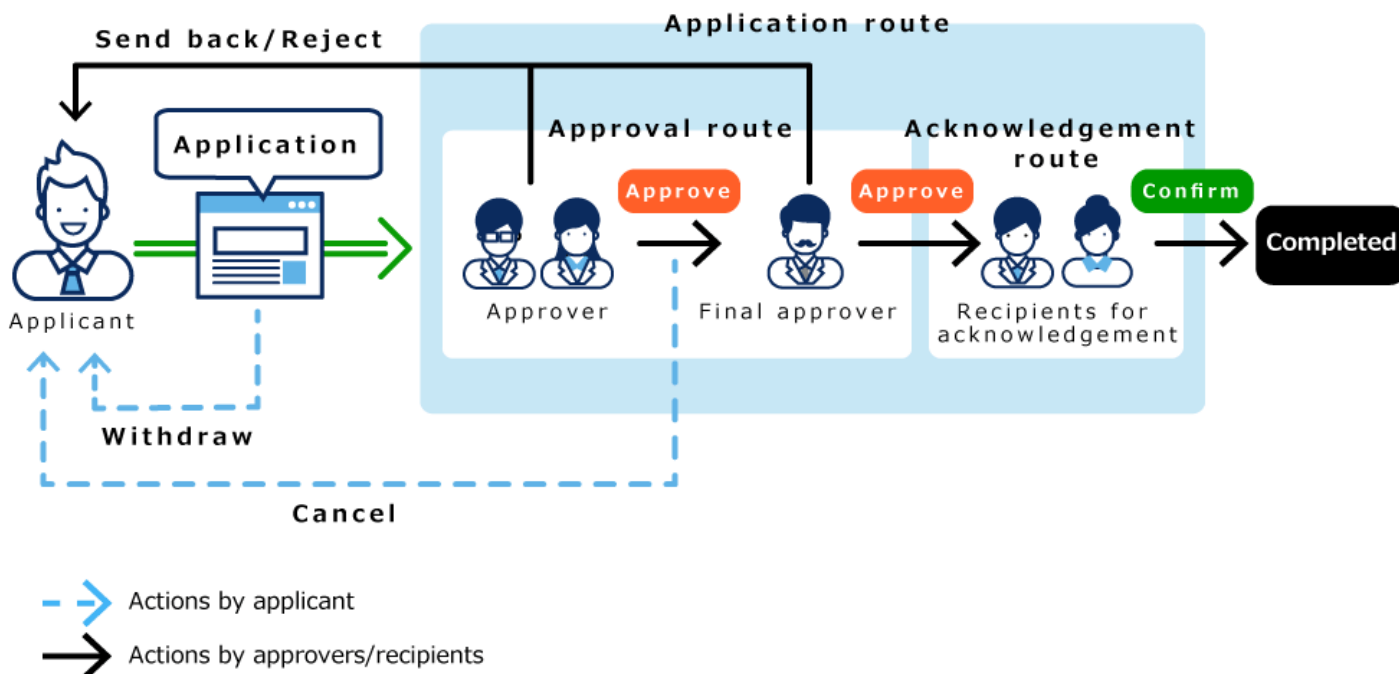 Application route
Send back/Reject
Application
Approval route
Acknowledgement
route
Approve
Approve
Confirm
Completed
Applicant
Approver
Final approver
Recipients for
acknowledgement
Withdraw
Cancel
Actions by applicant
Actions by approvers/recipients